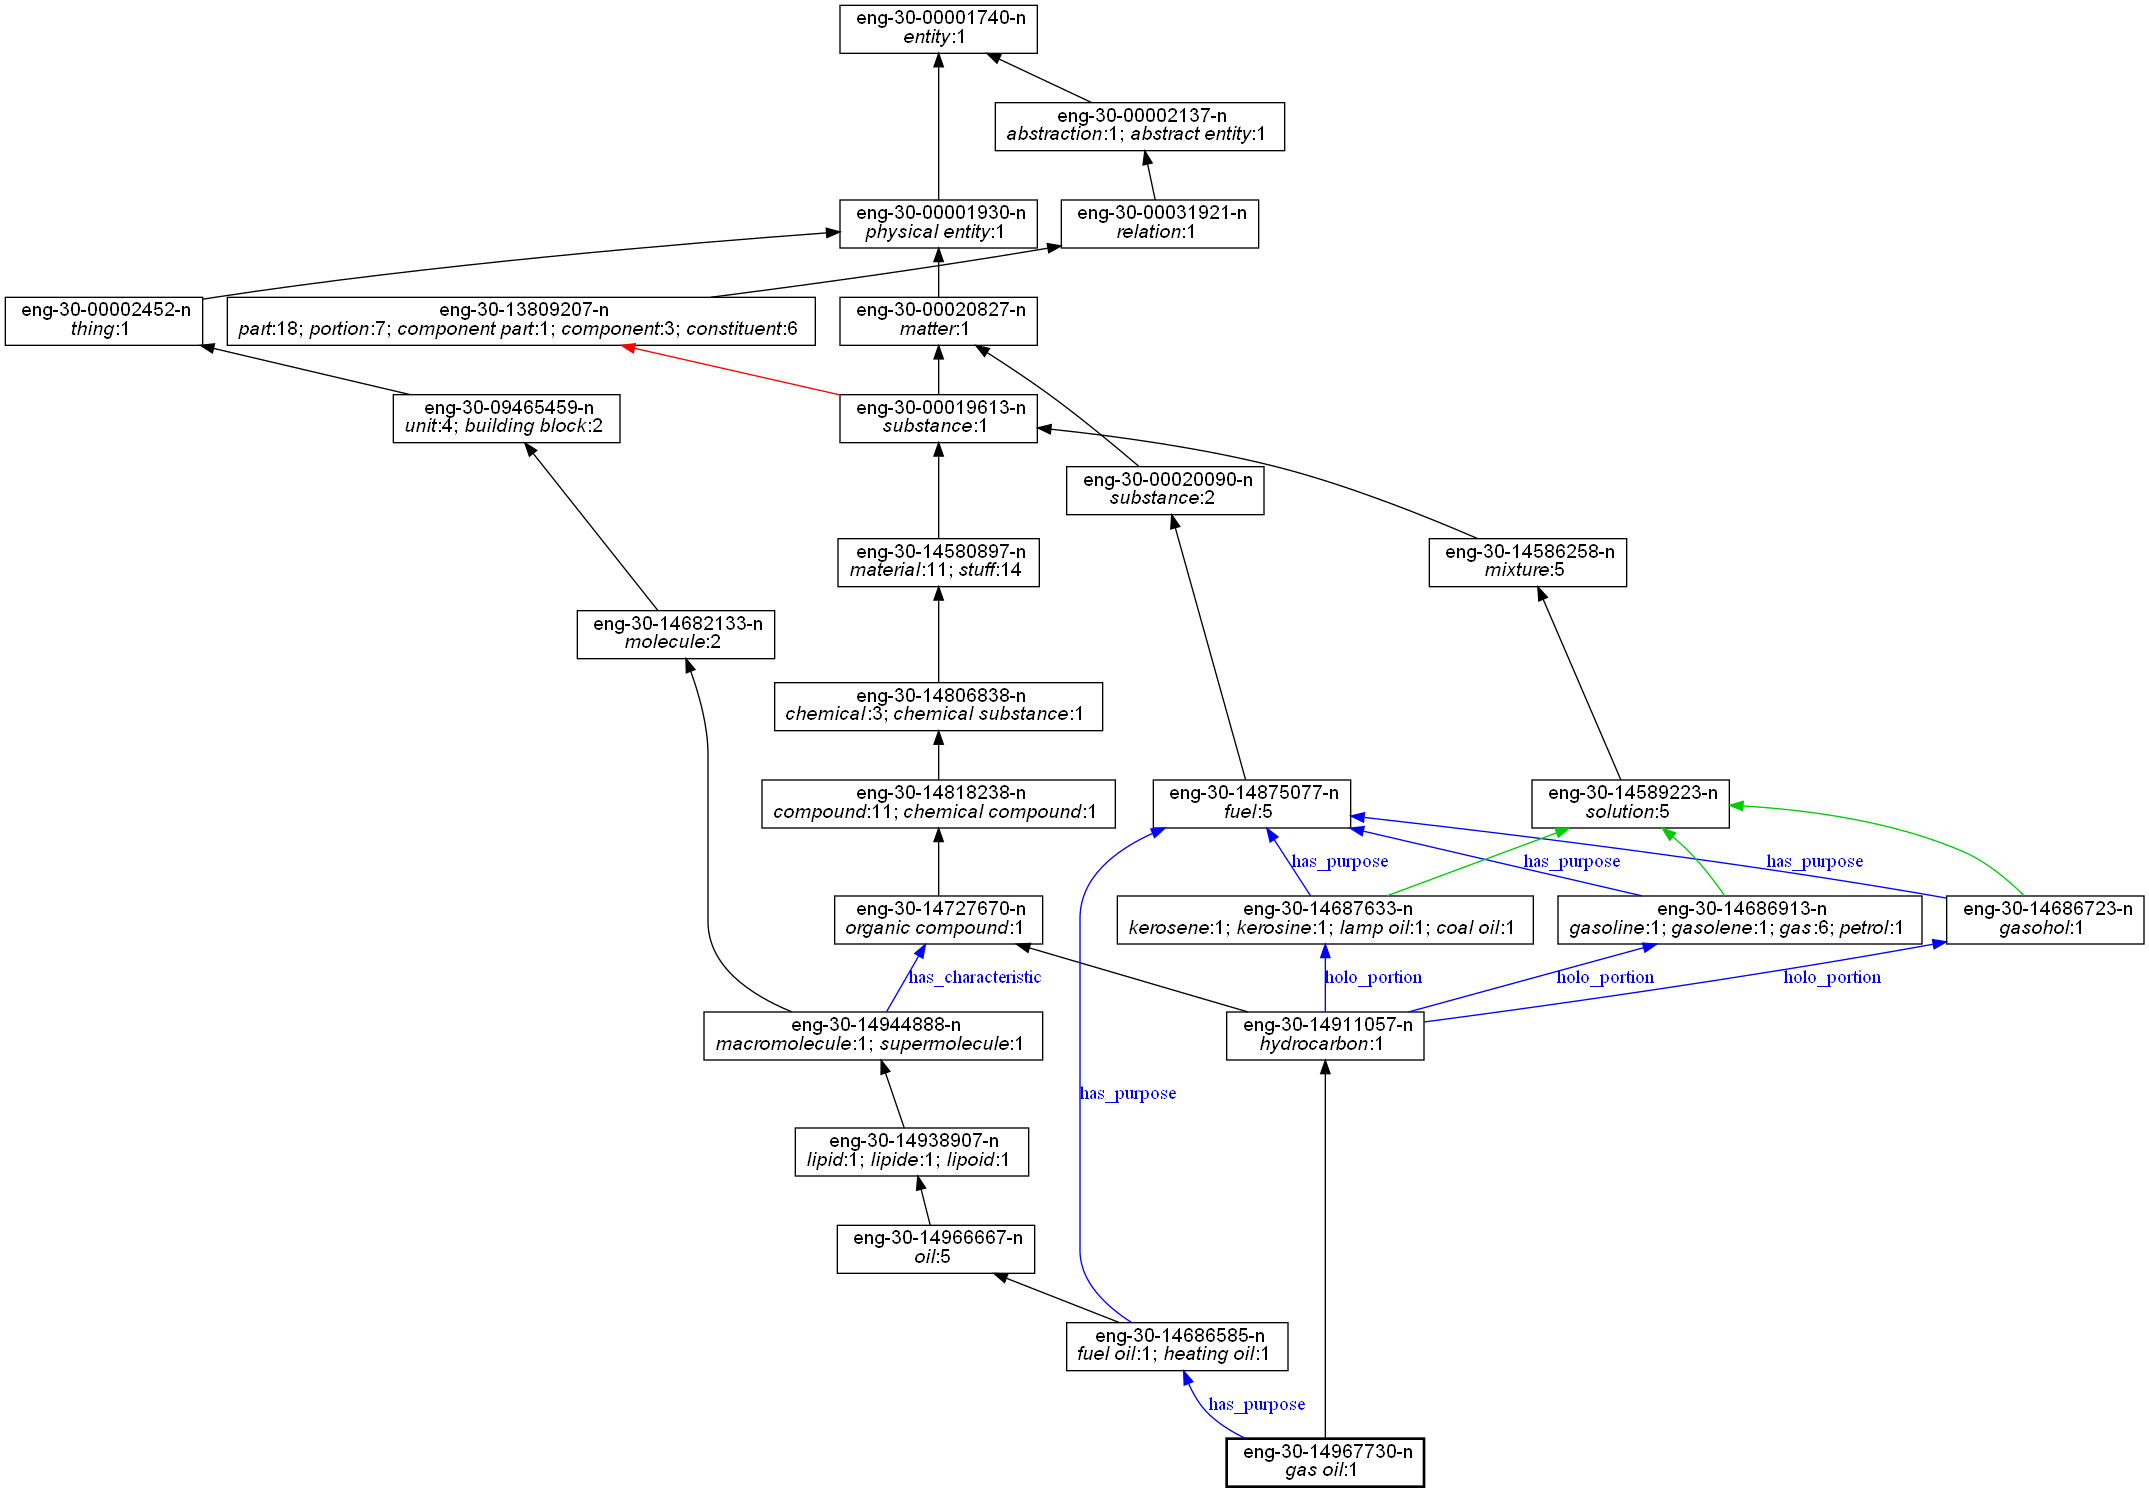 eng-30-00001740-n
entity:1
eng-30-00002137-n
abstraction:1; abstract entity:1
eng-30-00001930-n
physical entity:1
eng-30-00031921-n
relation:1
eng-30-00002452-n
thing:1
eng-30-13809207-n
part:18; portion:7; component part:1; component:3; constituent:6
eng-30-00020827-n
matter:1
eng-30-09465459-n
unit:4; building block:2
eng-30-00019613-n
substance:1
eng-30-00020090-n
substance:2
eng-30-14580897-n
material:11; stuff:14
eng-30-14586258-n
mixture:5
eng-30-14682133-n
molecule:2
eng-30-14806838-n
chemical:3; chemical substance:1
eng-30-14818238-n
compound:11; chemical compound:1
eng-30-14875077-n
fuel:5
eng-30-14589223-n
solution:5
has_purpose
has_purpose
has_purpose
eng-30-14727670-n
organic compound:1
eng-30-14687633-n
kerosene:1; kerosine:1; lamp oil:1; coal oil:1
eng-30-14686913-n
gasoline:1; gasolene:1; gas:6; petrol:1
eng-30-14686723-n
gasohol:1
has_characteristic
holo_portion
holo_portion
holo_portion
eng-30-14944888-n
macromolecule:1; supermolecule:1
eng-30-14911057-n
hydrocarbon:1
has_purpose
eng-30-14938907-n
lipid:1; lipide:1; lipoid:1
eng-30-14966667-n
oil:5
eng-30-14686585-n
fuel oil:1; heating oil:1
has_purpose
eng-30-14967730-n
gas oil:1